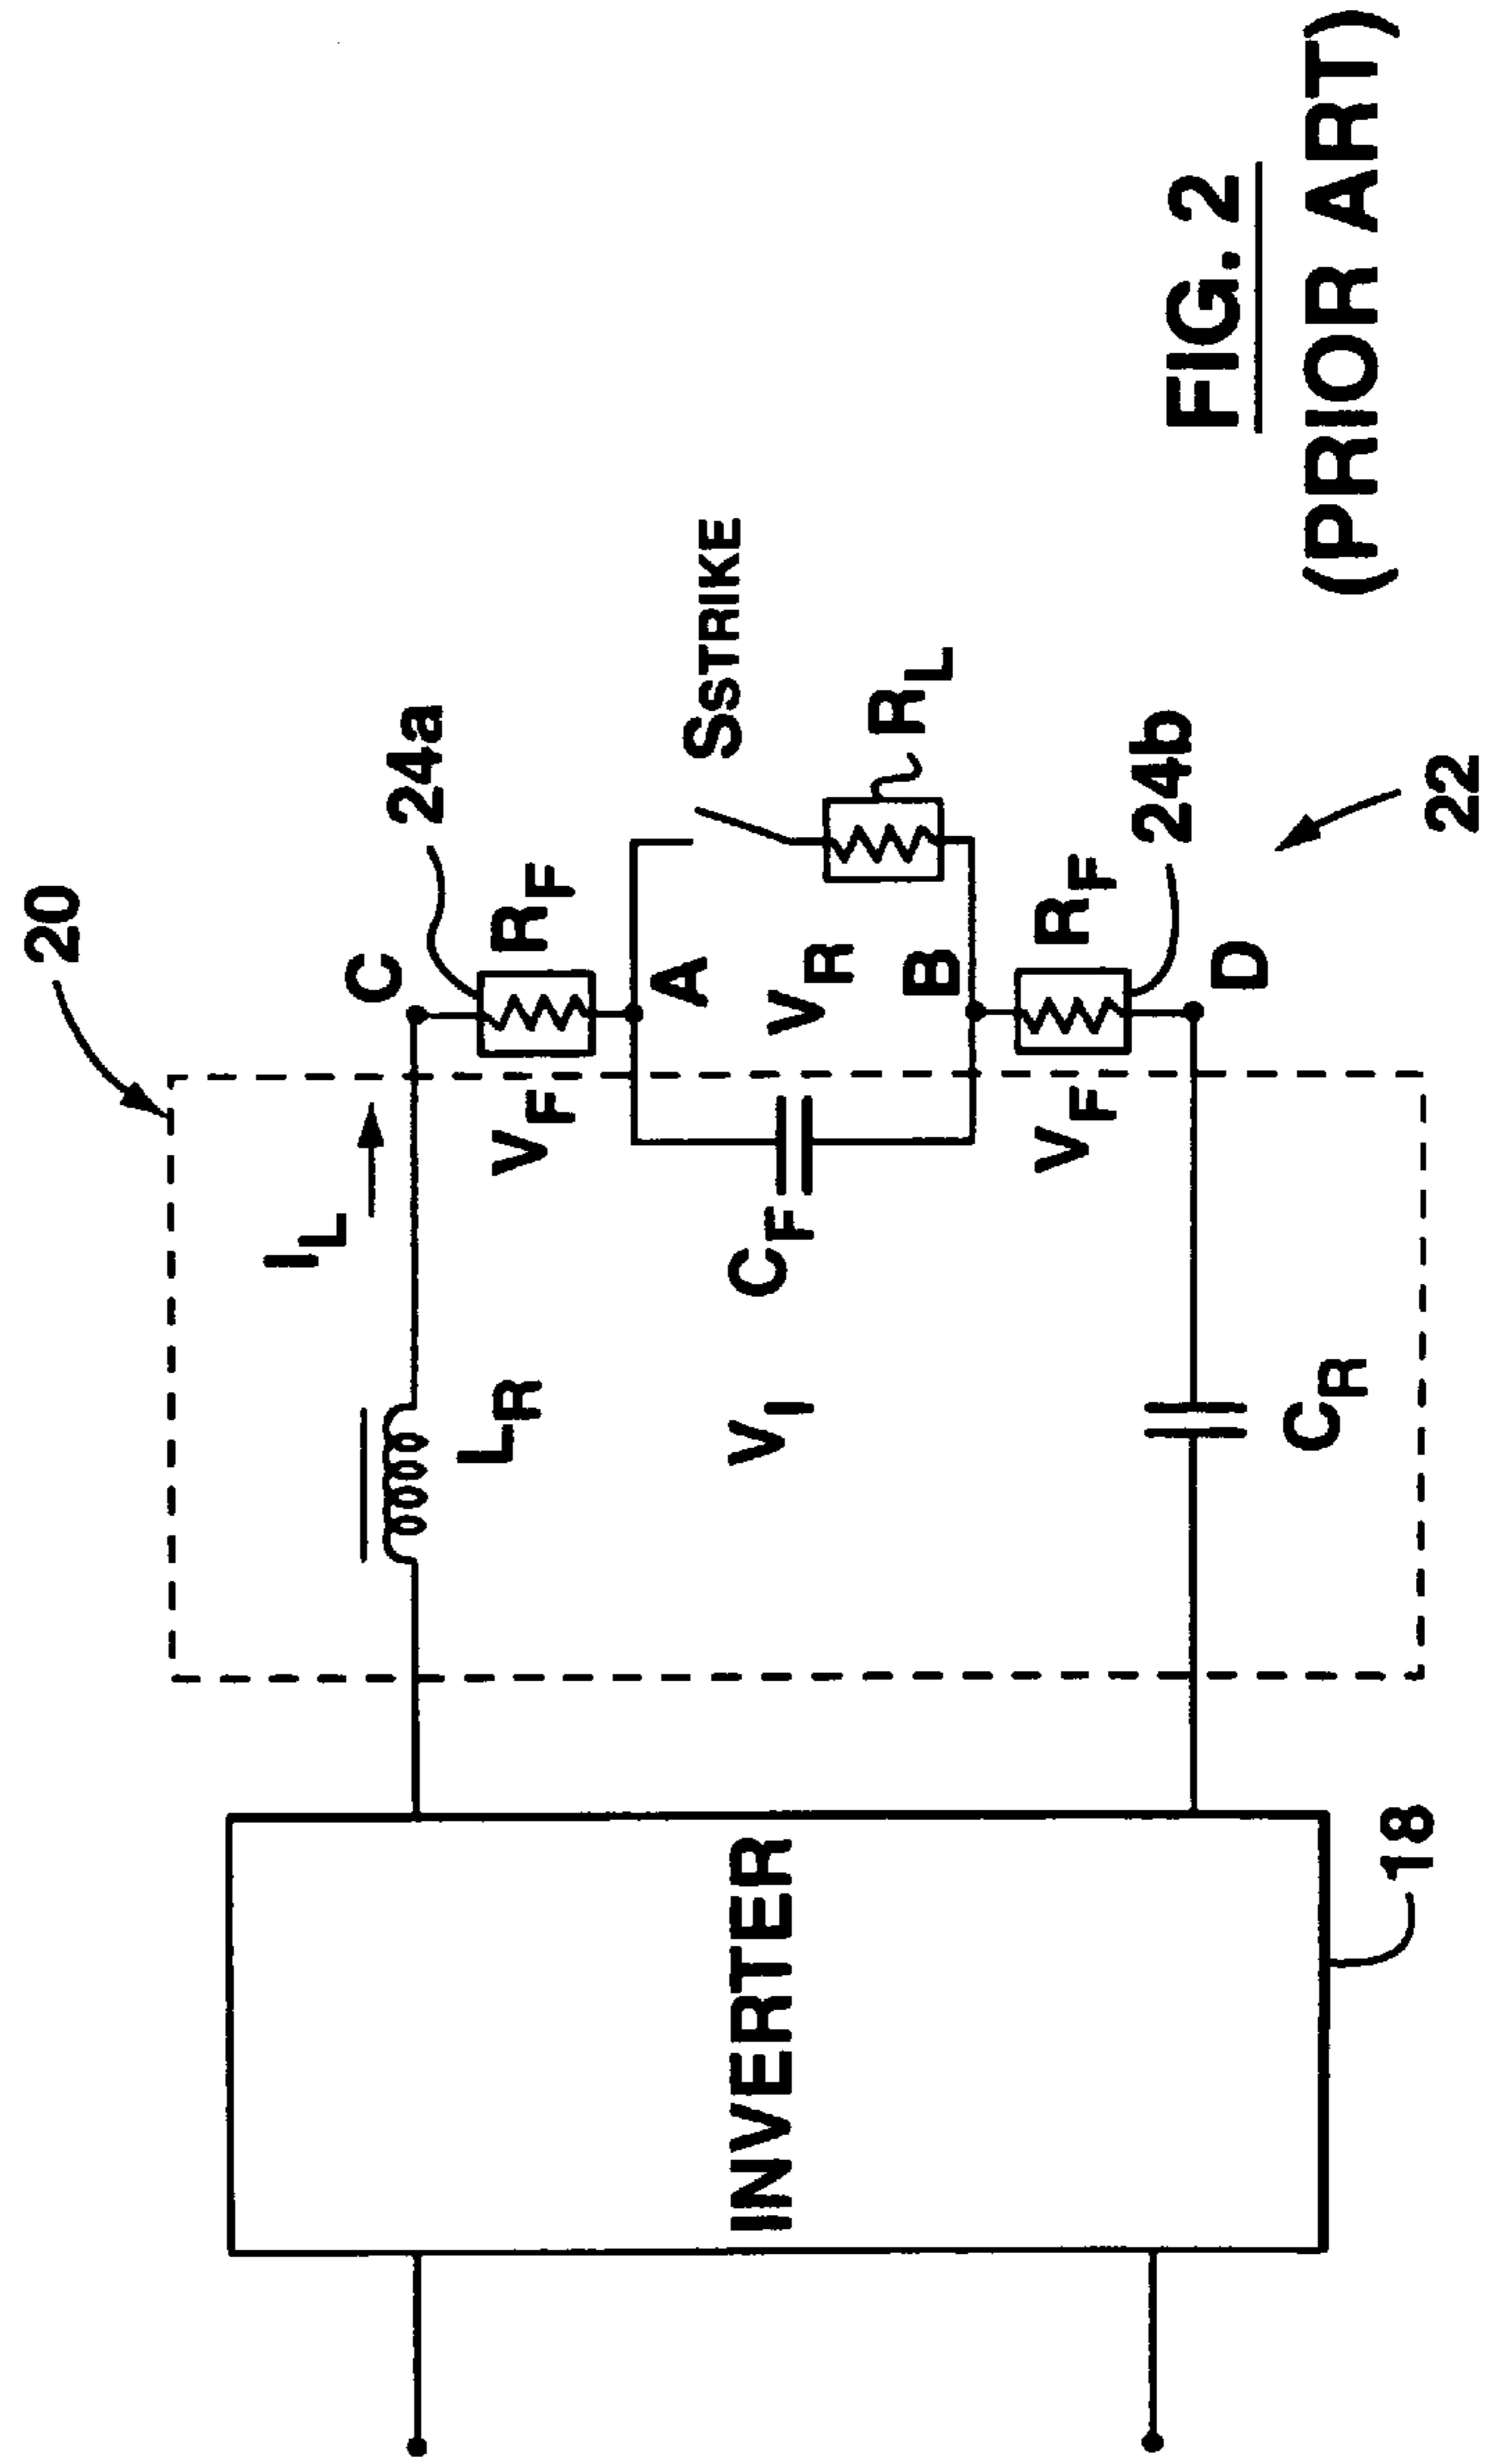 20
C
24a
IL
RF
VF
LR
A
SSTRIKE
VR
CF
VI
INVERTER
RL
B
RF
24b
VF
D
CR
18
22
FIG. 2
(PRIOR ART)